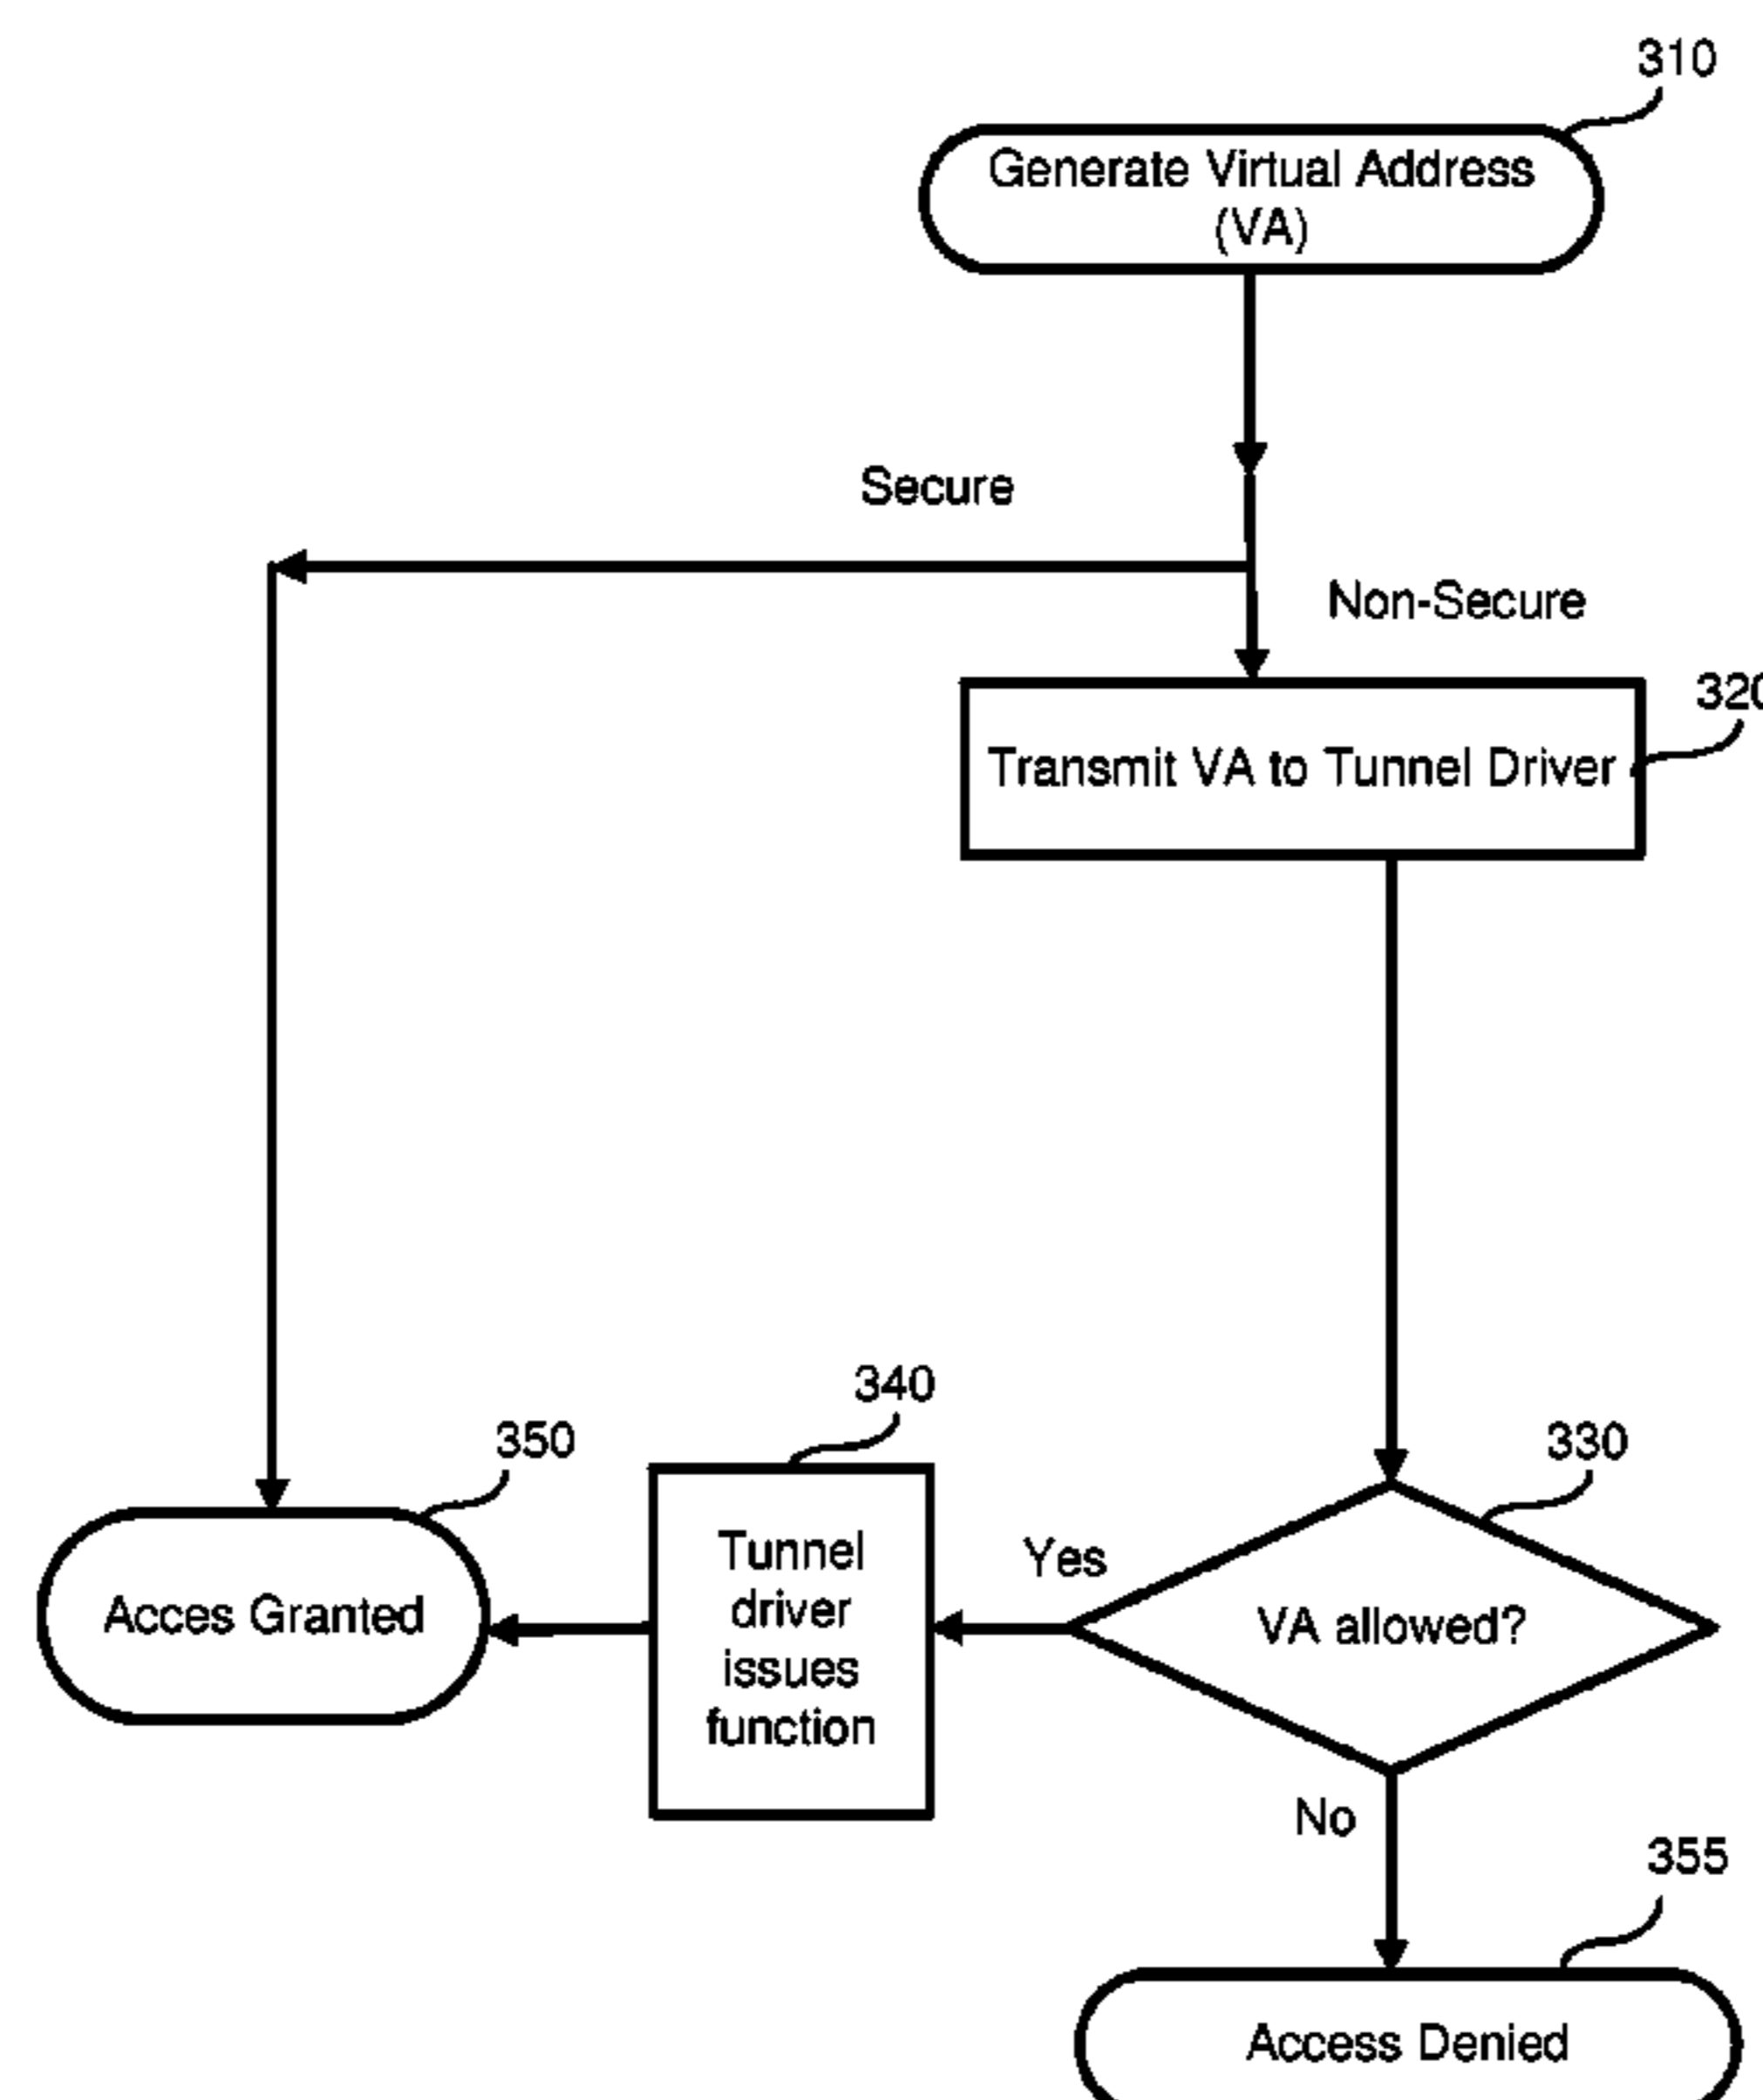 310
Generate Virtual Address
(VA)
Secure
Non-Secure
320
Transmit VA to Tunnel Driver
340
350
330
Tunnel
driver
issues
function
Yes
Acces Granted
VA allowed?
No
355
Access Denied